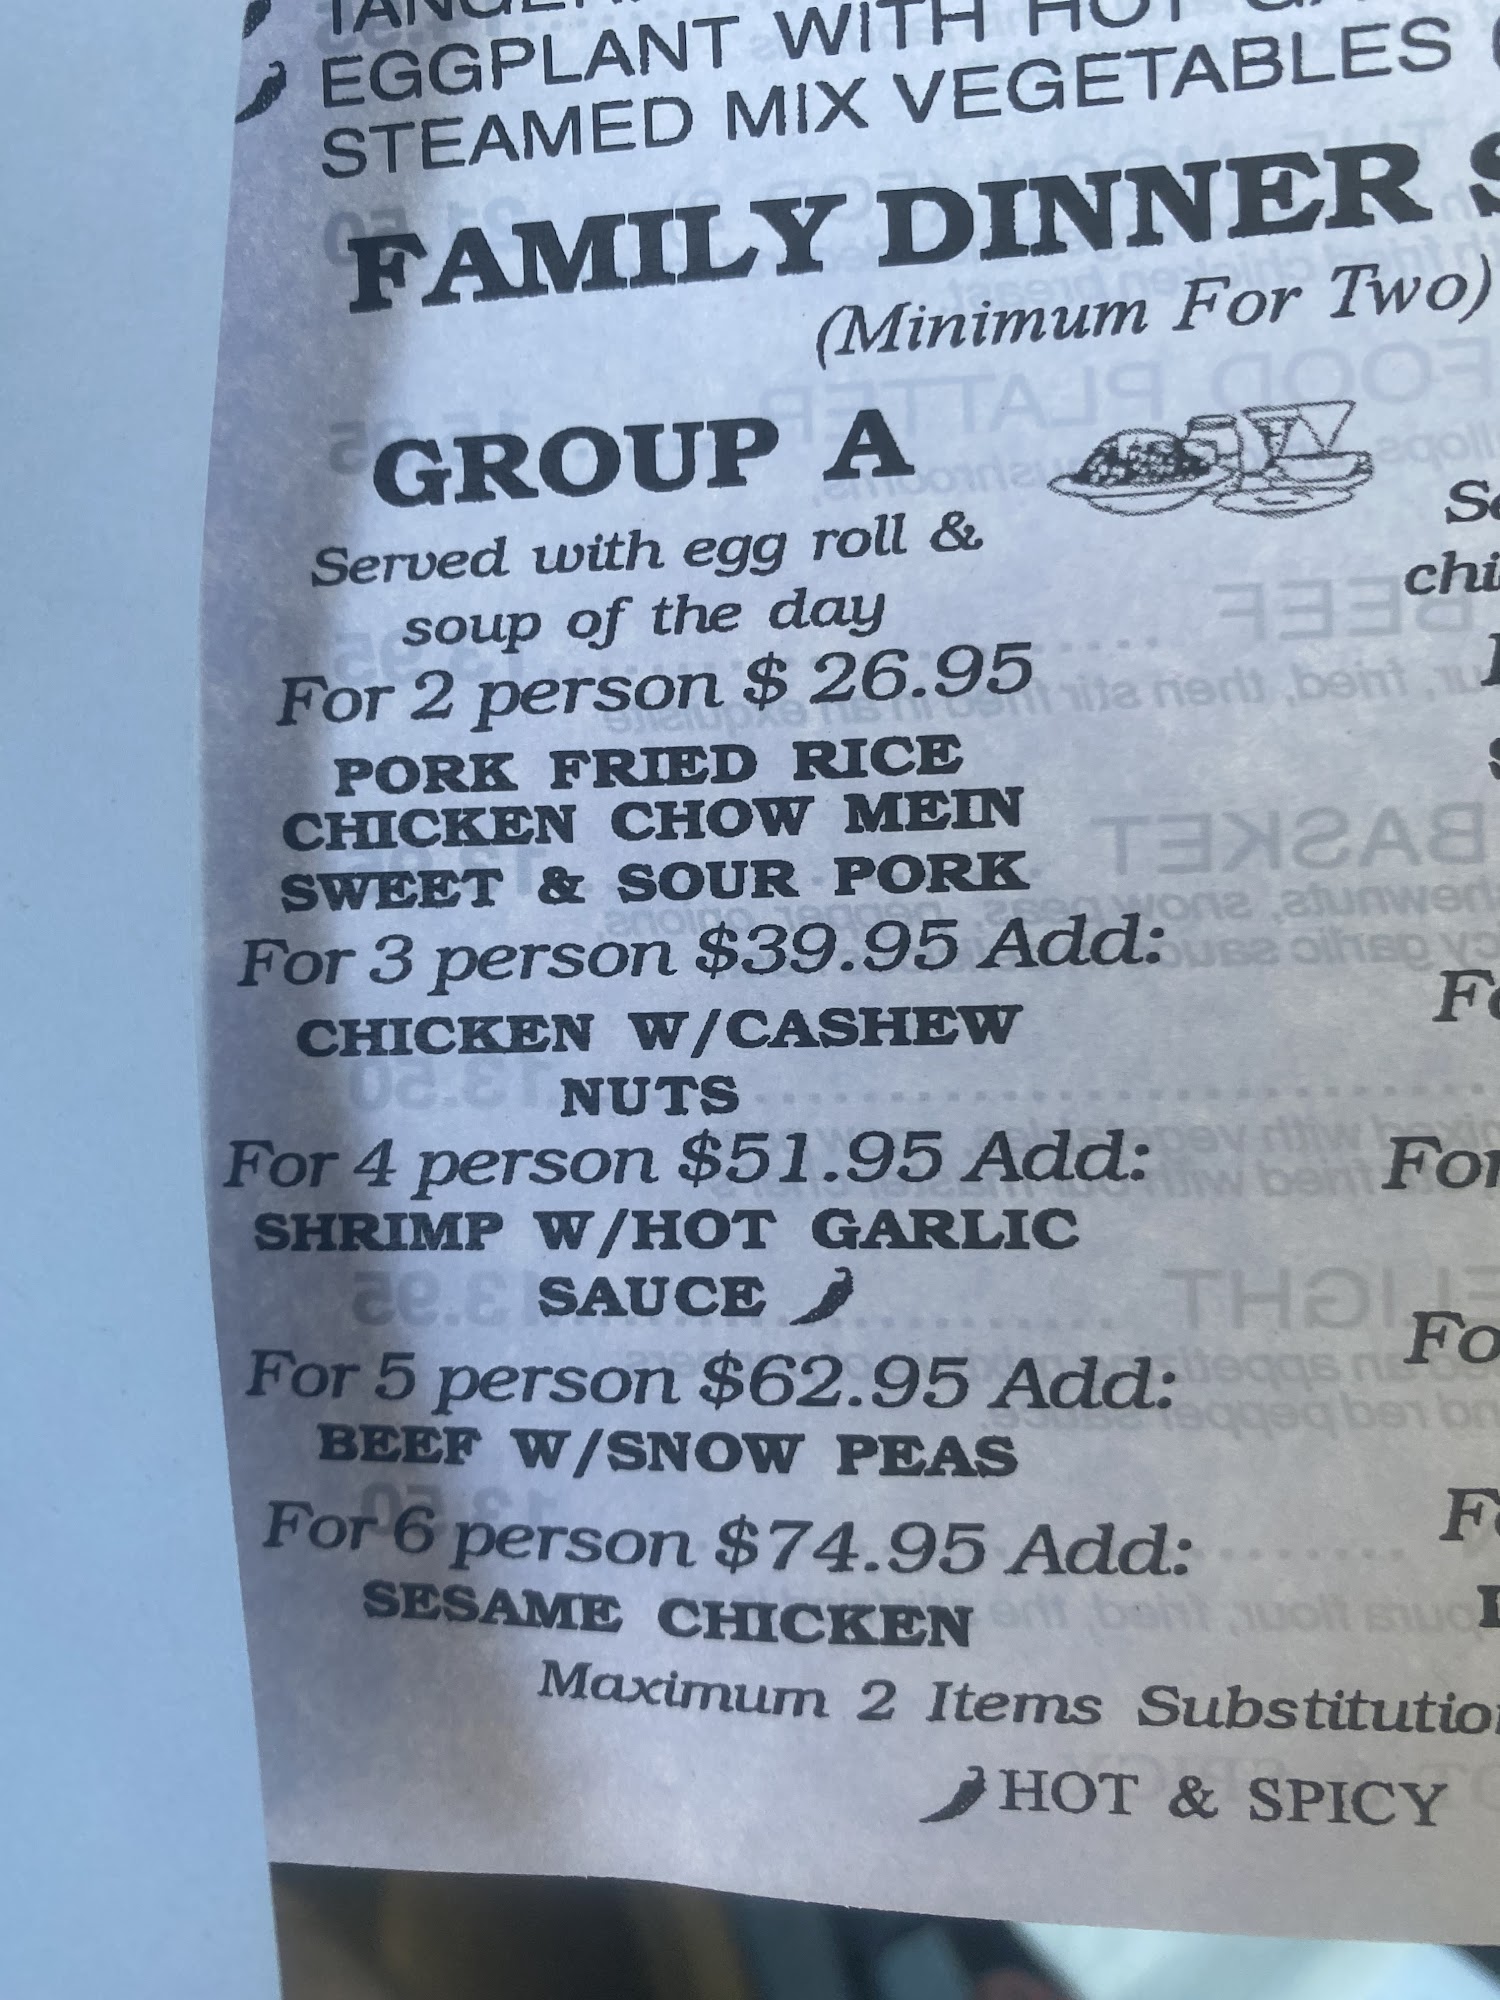 EGGPLANT WITH HOT
STEAMED MIX VEGETABLES
FAMILY DINNER
(Minimum For Two)
GROUP A
Served with egg roll &
soup of the day
For 2 person $ 26.95
PORK FRIED RICE
CHICKEN CHOW MEIN
SWEET & SOUR PORK
For 3 person $39.95 Add:
CHICKEN W/CASHEW
NUTS
For 4 person $51.95 Add:
SHRIMP W/HOT GARLIC
SAUCE
For 5 person $62.95 Add:
BEEF W/SNOW PEAS
For 6 person $74.95 Add:
SESAME CHICKEN
Maximum 2 Items Substitutio
HOT & SPICY